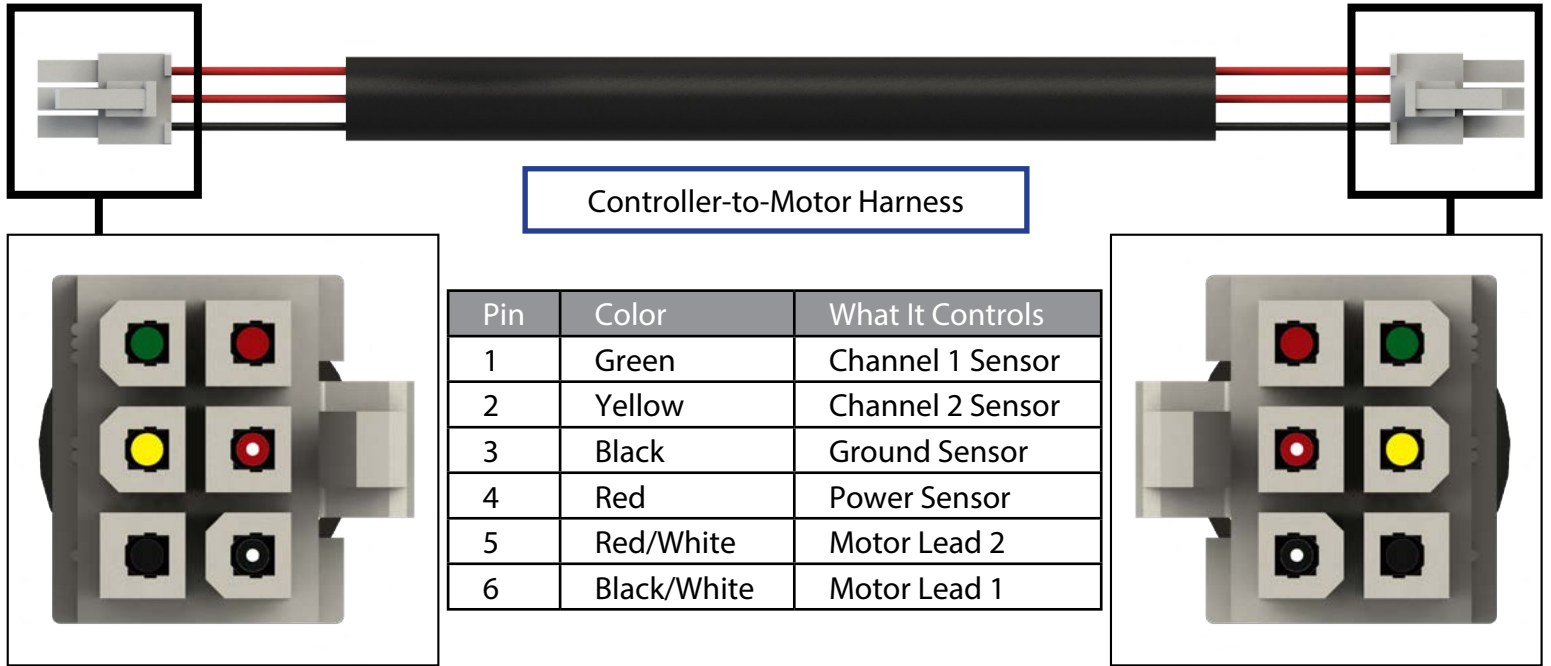 Controller-to-Motor Harness
Pin Color What It Controls
1 Green Channel 1 Sensor
2 Yellow Channel 2 Sensor
3 Black Ground Sensor
4 Red Power Sensor
5 Red/White Motor Lead 2
6 Black/White Motor Lead 1